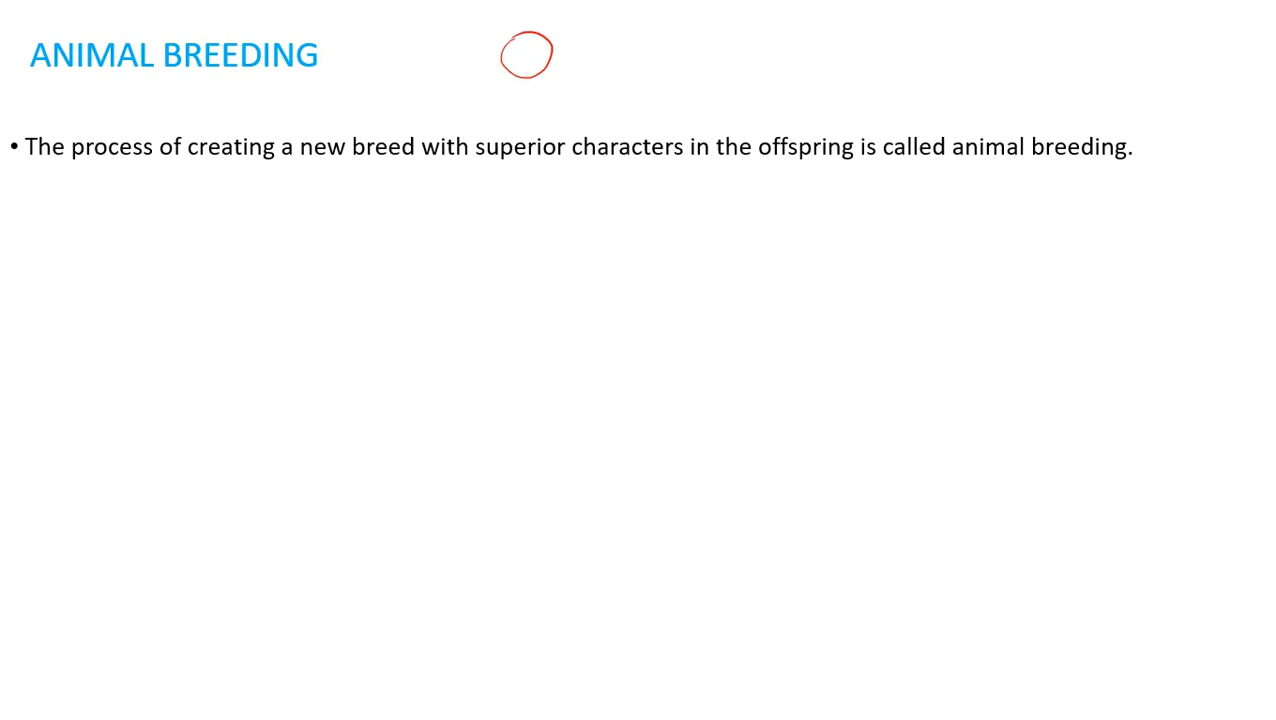 ANIMAL BREEDING
• The process of creating a new breed with superior characters in the offspring is called animal breeding.